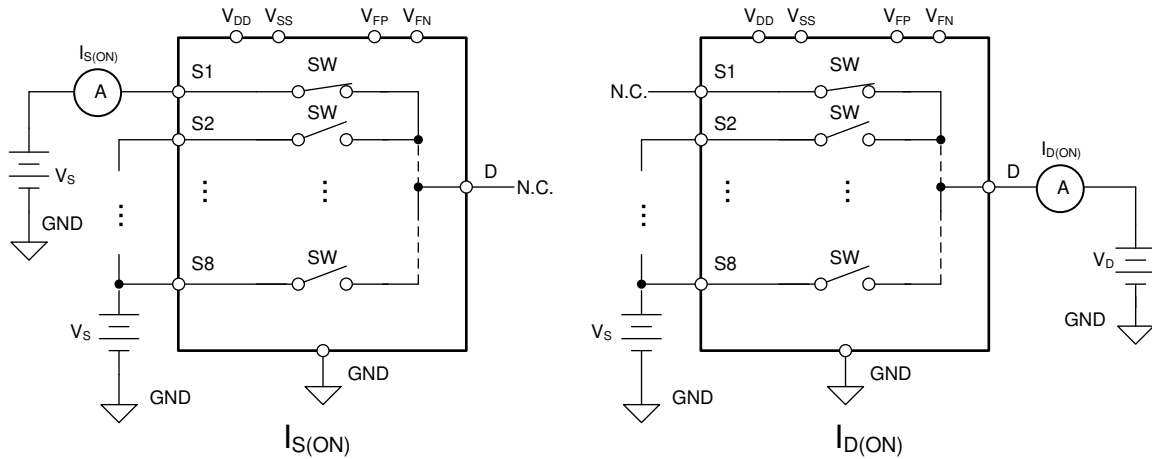 V_DD V_SS V_FP V_FN
I_S(ON)
A
S1
SW
S2
SW
V_S
GND
...
...
...
D
N.C.
S8
SW
V_S
GND
GND
I_S(ON)
V_DD V_SS V_FP V_FN
N.C.
S1
SW
S2
SW
...
...
...
D
I_D(ON)
A
S8
SW
V_S
V_D
GND
GND
GND
I_D(ON)